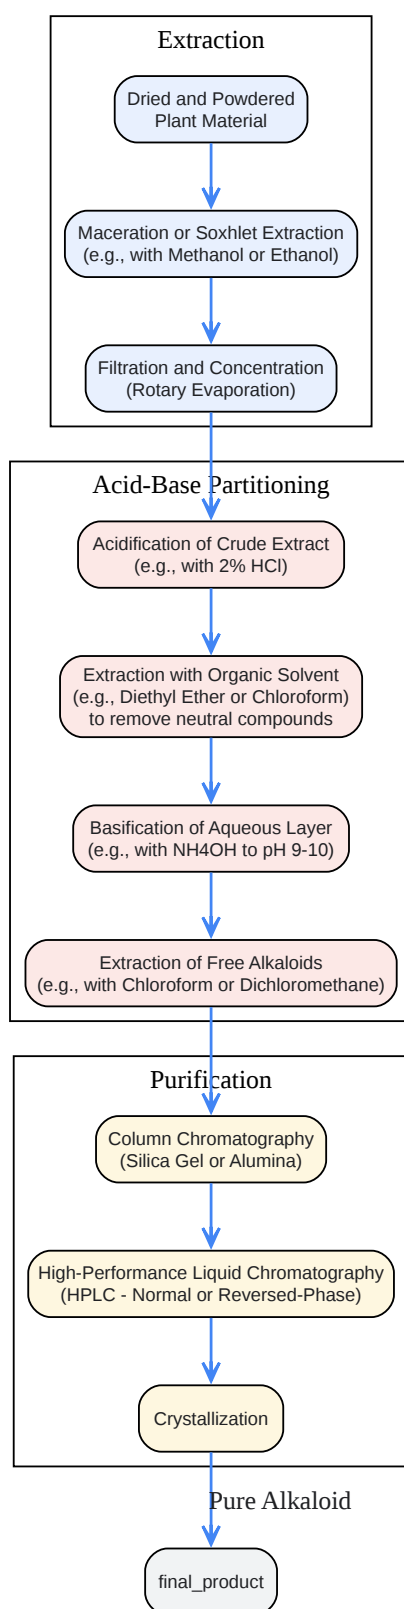 Extraction
Dried and Powdered
Plant Material
Maceration or Soxhlet Extraction
(e.g., with Methanol or Ethanol)
Filtration and Concentration
(Rotary Evaporation)
Acid-Base Partitioning
Acidification of Crude Extract
(e.g., with 2% HCl)
Extraction with Organic Solvent
(e.g., Diethyl Ether or Chloroform)
to remove neutral compounds
Basification of Aqueous Layer
(e.g., with NH4OH to pH 9-10)
Extraction of Free Alkaloids
(e.g., with Chloroform or Dichloromethane)
Purification
Column Chromatography
(Silica Gel or Alumina)
High-Performance Liquid Chromatography
(HPLC - Normal or Reversed-Phase)
Crystallization
Pure Alkaloid
final_product